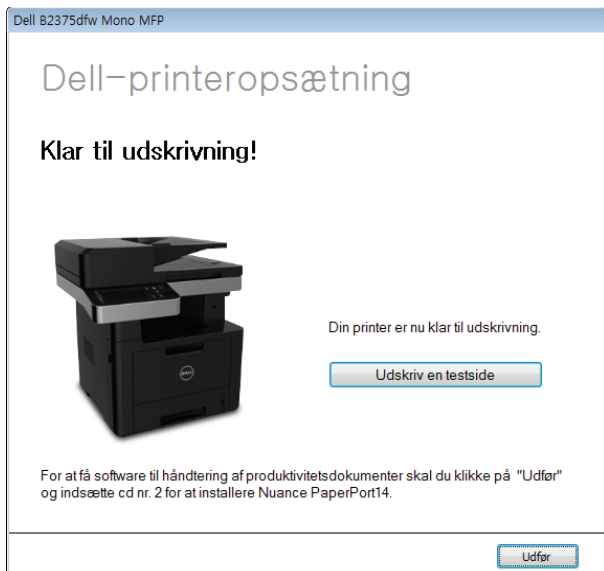 Dell B2375dfw Mono MFP
Dell-printeropsætning
Klar til udskrivning!
DELL
Din printer er nu klar til udskrivning.
Udskriv en testside
For at få software til håndtering af produktivitetsdokumenter skal du klikke på "Udfør"
og indsætte cd nr. 2 for at installere Nuance PaperPort14.
Udfør